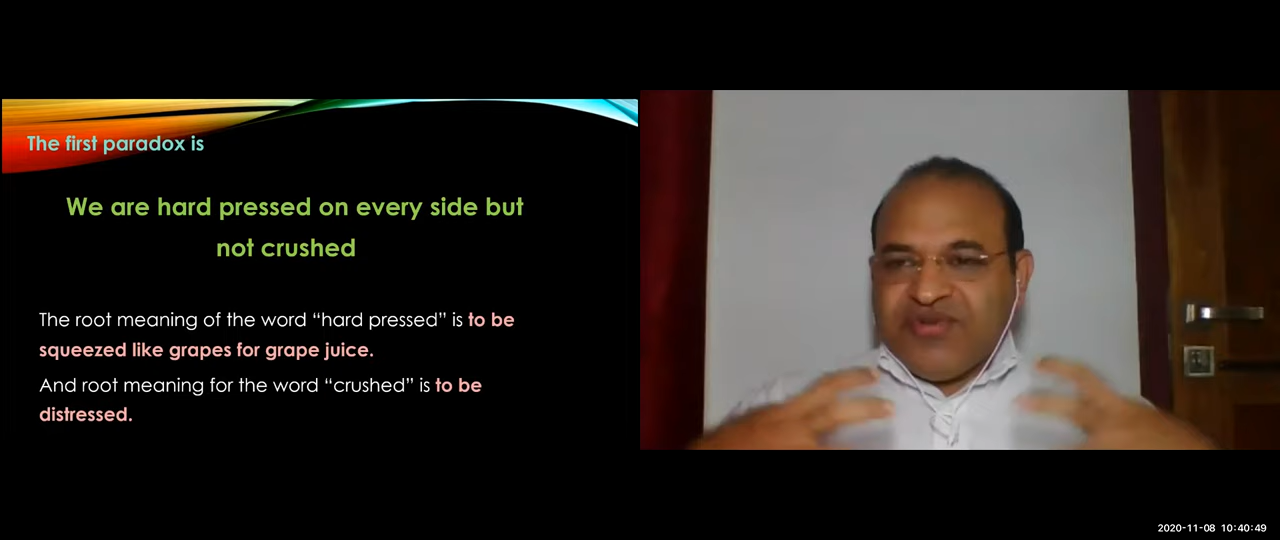 The first paradox is
We are hard pressed on every side but
not crushed
The root meaning of the word “hard pressed” is to be
squeezed like grapes for grape juice.
And root meaning for the word “crushed” is to be
distressed.
2020-11-08 10:40:49